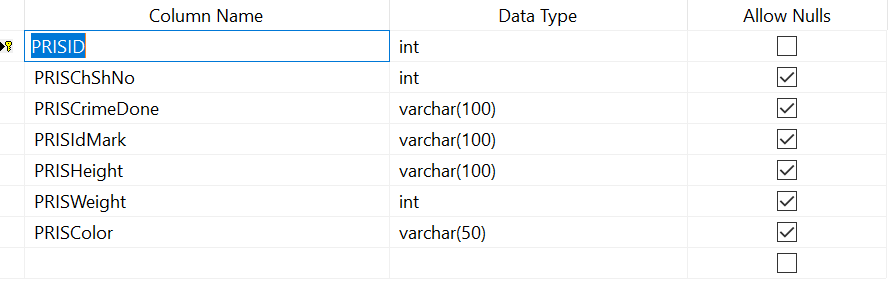 Column Name Data Type Allow Nulls
PRISID int
PRISChShNo int
PRISCrimeDone varchar(100)
PRISIdMark varchar(100)
PRISHeight varchar(100)
PRISWeight int
PRISColor varchar(50)